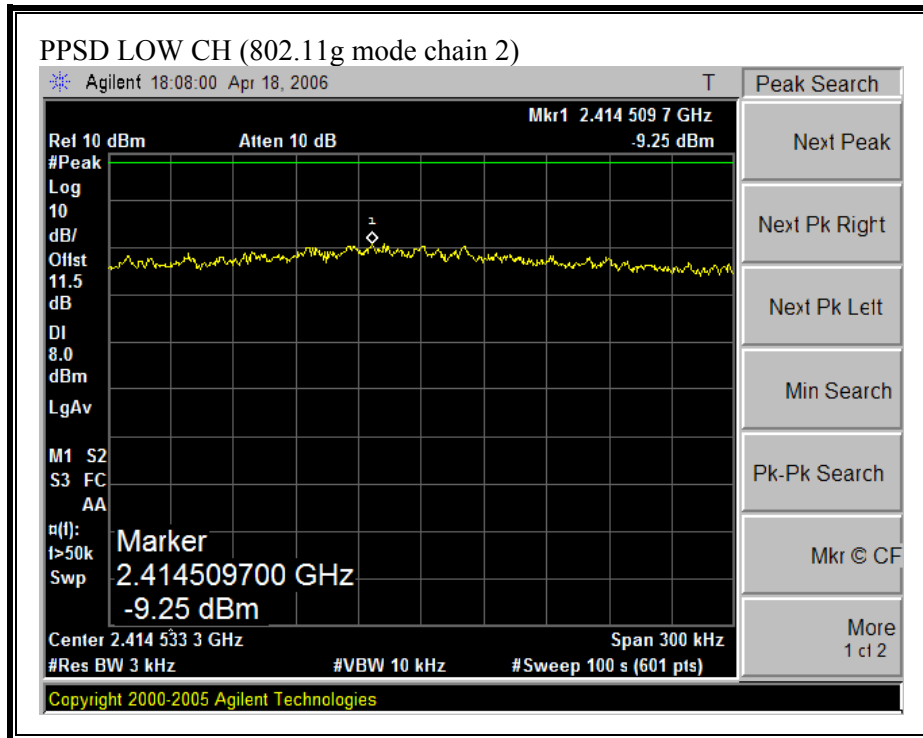 PPSD LOW CH (802.11g mode chain 2)
Agilent 18:08:00 Apr 18, 2006 T
Peak Search
Mkr1 2.414 509 7 GHz
Ref 10 dBm Atten 10 dB -9.25 dBm
#Peak
Log
10
dB/
Offst
11.5
dB
DI
8.0
dBm
LgAv
M1 S2
S3 FC
AA
¤(f):
f>50k
Swp
1
Marker
2.414509700 GHz
-9.25 dBm
Center 2.414 533 3 GHz Span 300 kHz
#Res BW 3 kHz #VBW 10 kHz #Sweep 100 s (601 pts)
Copyright 2000-2005 Agilent Technologies
Next Peak
Next Pk Right
Next Pk Left
Min Search
Pk-Pk Search
Mkr © CF
More
1 of 2